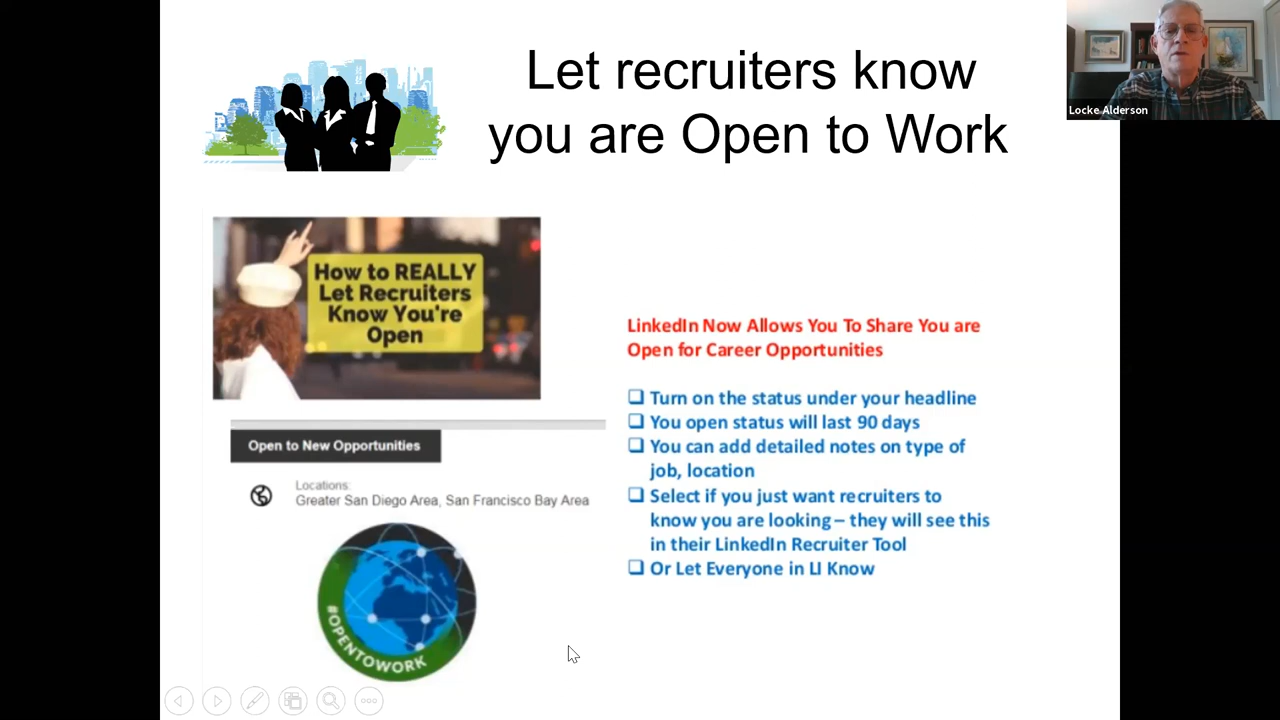 Let recruiters know
you are Open to Work
Locke Alderson
How to REALLY
Let Recruiters
Know You're
Open
LinkedIn Now Allows You To Share You are
Open for Career Opportunities
❑ Turn on the status under your headline
❑ You open status will last 90 days
❑ You can add detailed notes on type of
job, location
❑ Select if you just want recruiters to
know you are looking – they will see this
in their LinkedIn Recruiter Tool
❑ Or Let Everyone in LI Know
Open to New Opportunities
Locations:
Greater San Diego Area, San Francisco Bay Area
#OPENTOWORK